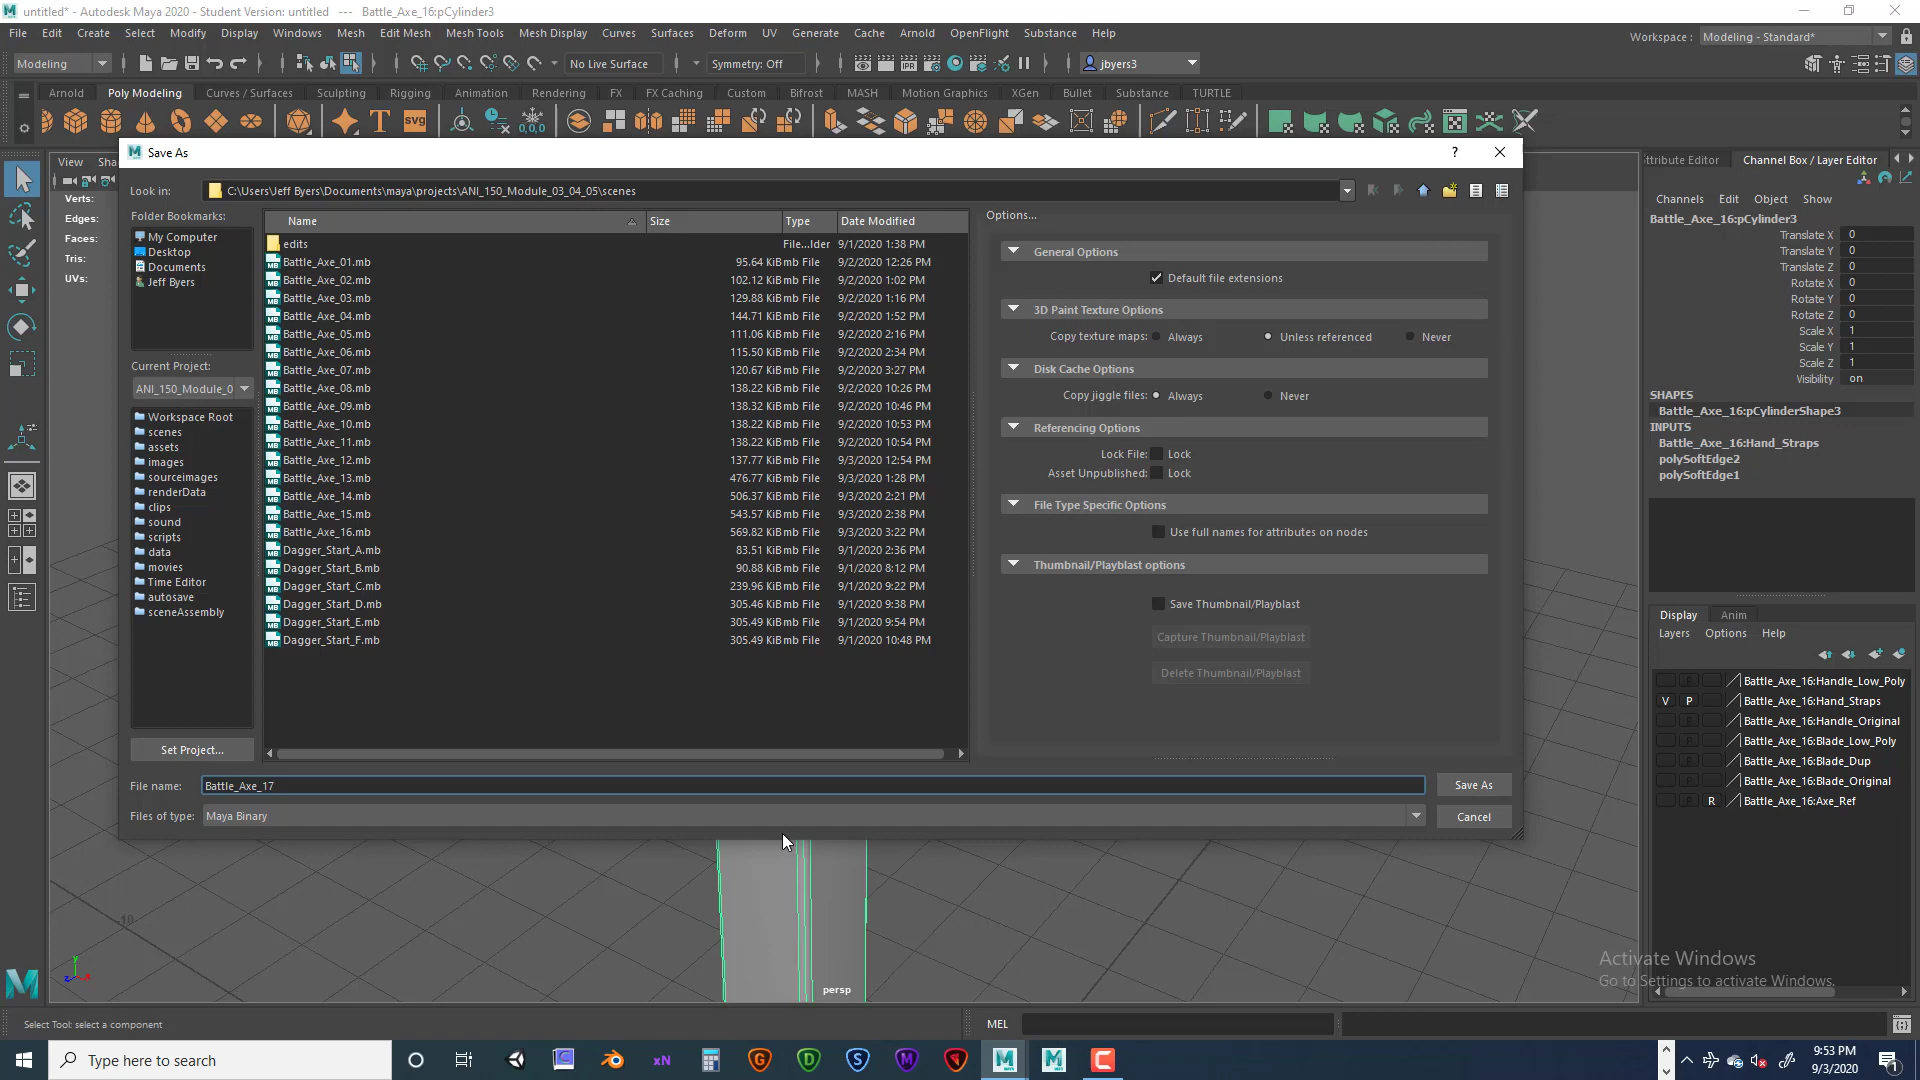 untitled* - Autodesk Maya 2020 - Student Version: untitled   ---   Battle_Axe_16:pCylinder3
File Edit Create Select Modify Display Windows Mesh Edit Mesh Mesh Tools Mesh Display Curves Surfaces Deform UV Generate Cache Arnold OpenFlight Substance Help
Workspace : Modeling - Standard*
Modeling No Live Surface Symmetry: Off jbyers3
Arnold Poly Modeling Curves / Surfaces Sculpting Rigging Animation Rendering FX FX Caching Custom Bifrost MASH Motion Graphics XGen Bullet Substance TURTLE
View Sha
Verts:
Edges:
Faces:
Tris:
UVs:
Save As
Look in: C:\Users\Jeff Byers\Documents\maya\projects\ANI_150_Module_03_04_05\scenes
Folder Bookmarks:
My Computer
Desktop
Documents
Jeff Byers
Current Project:
ANI_150_Module_0
Workspace Root
scenes
assets
images
sourceimages
renderData
clips
sound
scripts
data
movies
Time Editor
autosave
sceneAssembly
Set Project...
Name Size Type Date Modified
edits File...lder 9/1/2020 1:38 PM
Battle_Axe_01.mb 95.64 KiB mb File 9/2/2020 12:26 PM
Battle_Axe_02.mb 102.12 KiB mb File 9/2/2020 1:02 PM
Battle_Axe_03.mb 129.88 KiB mb File 9/2/2020 1:16 PM
Battle_Axe_04.mb 144.71 KiB mb File 9/2/2020 1:52 PM
Battle_Axe_05.mb 111.06 KiB mb File 9/2/2020 2:16 PM
Battle_Axe_06.mb 115.50 KiB mb File 9/2/2020 2:34 PM
Battle_Axe_07.mb 120.67 KiB mb File 9/2/2020 3:27 PM
Battle_Axe_08.mb 138.22 KiB mb File 9/2/2020 10:26 PM
Battle_Axe_09.mb 138.32 KiB mb File 9/2/2020 10:46 PM
Battle_Axe_10.mb 138.22 KiB mb File 9/2/2020 10:53 PM
Battle_Axe_11.mb 138.22 KiB mb File 9/2/2020 10:54 PM
Battle_Axe_12.mb 137.77 KiB mb File 9/3/2020 12:54 PM
Battle_Axe_13.mb 476.77 KiB mb File 9/3/2020 1:28 PM
Battle_Axe_14.mb 506.37 KiB mb File 9/3/2020 2:21 PM
Battle_Axe_15.mb 543.57 KiB mb File 9/3/2020 2:38 PM
Battle_Axe_16.mb 569.82 KiB mb File 9/3/2020 3:22 PM
Dagger_Start_A.mb 83.51 KiB mb File 9/1/2020 2:36 PM
Dagger_Start_B.mb 90.88 KiB mb File 9/1/2020 8:12 PM
Dagger_Start_C.mb 239.96 KiB mb File 9/1/2020 9:22 PM
Dagger_Start_D.mb 305.46 KiB mb File 9/1/2020 9:38 PM
Dagger_Start_E.mb 305.49 KiB mb File 9/1/2020 9:54 PM
Dagger_Start_F.mb 305.49 KiB mb File 9/1/2020 10:48 PM
Options...
General Options
Default file extensions
3D Paint Texture Options
Copy texture maps: Always Unless referenced Never
Disk Cache Options
Copy jiggle files: Always Never
Referencing Options
Lock File: Lock
Asset Unpublished: Lock
File Type Specific Options
Use full names for attributes on nodes
Thumbnail/Playblast options
Save Thumbnail/Playblast
Capture Thumbnail/Playblast
Delete Thumbnail/Playblast
File name: Battle_Axe_17 Save As
Files of type: Maya Binary Cancel
ttribute Editor Channel Box / Layer Editor
Channels Edit Object Show
Battle_Axe_16:pCylinder3
Translate X 0
Translate Y 0
Translate Z 0
Rotate X 0
Rotate Y 0
Rotate Z 0
Scale X 1
Scale Y 1
Scale Z 1
Visibility on
SHAPES
Battle_Axe_16:pCylinderShape3
INPUTS
Battle_Axe_16:Hand_Straps
polySoftEdge2
polySoftEdge1
Display Anim
Layers Options Help
P Battle_Axe_16:Handle_Low_Poly
V P Battle_Axe_16:Hand_Straps
P Battle_Axe_16:Handle_Original
P Battle_Axe_16:Blade_Low_Poly
P Battle_Axe_16:Blade_Dup
P Battle_Axe_16:Blade_Original
P R Battle_Axe_16:Axe_Ref
-10
persp
Activate Windows
Go to Settings to activate Windows.
Select Tool: select a component
MEL
Type here to search
9:53 PM
9/3/2020